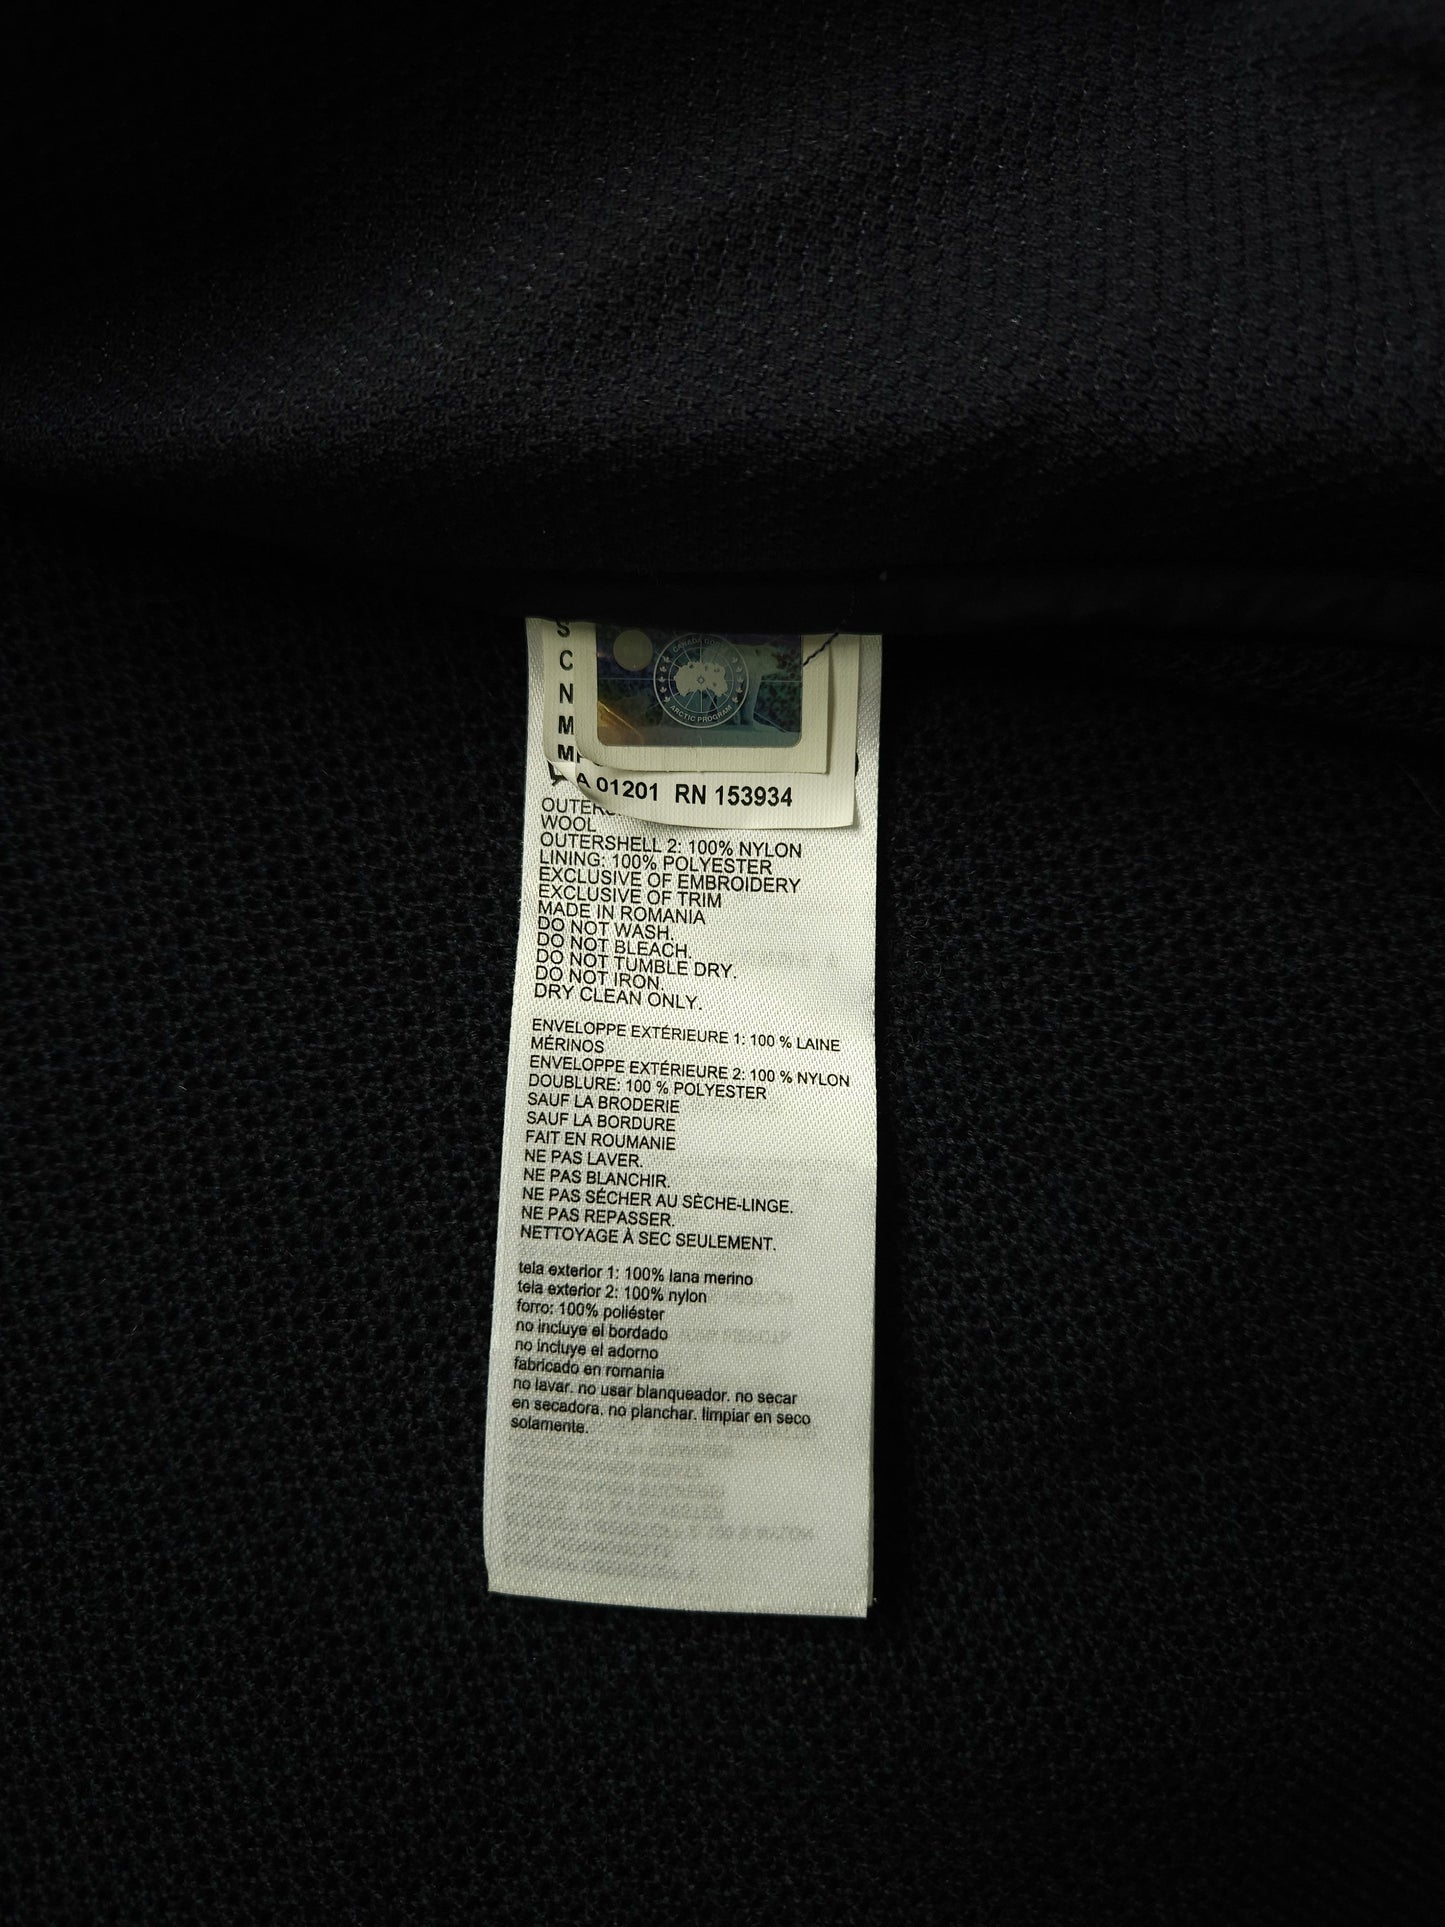 S
C
N
M
M
CANADA GOOSE
ARCTIC PROGRAM
A 01201 RN 153934
WOOL
OUTERSHELL 2: 100% NYLON
LINING: 100% POLYESTER
EXCLUSIVE OF EMBROIDERY
EXCLUSIVE OF TRIM
MADE IN ROMANIA
DO NOT WASH.
DO NOT BLEACH.
DO NOT TUMBLE DRY.
DO NOT IRON.
DRY CLEAN ONLY.
ENVELOPPE EXTÉRIEURE 1: 100 % LAINE
MÉRINOS
ENVELOPPE EXTÉRIEURE 2: 100 % NYLON
DOUBLURE: 100 % POLYESTER
SAUF LA BRODERIE
SAUF LA BORDURE
FAIT EN ROUMANIE
NE PAS LAVER.
NE PAS BLANCHIR.
NE PAS SÉCHER AU SÈCHE-LINGE.
NE PAS REPASSER.
NETTOYAGE À SEC SEULEMENT.
tela exterior 1: 100% lana merino
tela exterior 2: 100% nylon
forro: 100% poliéster
no incluye el bordado
no incluye el adorno
fabricado en romania
no lavar. no usar blanqueador. no secar
en secadora. no planchar. limpiar en seco
solamente.